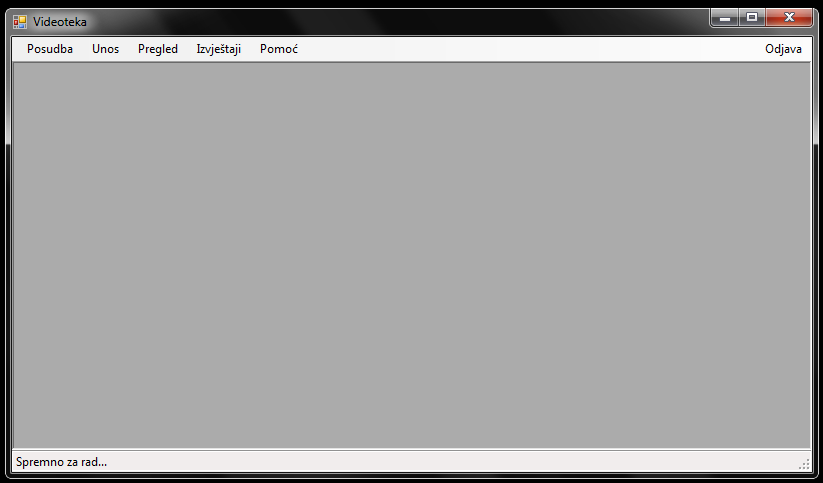 Videoteka
Posudba Unos Pregled Izvještaji Pomoć Odjava
Spremno za rad...